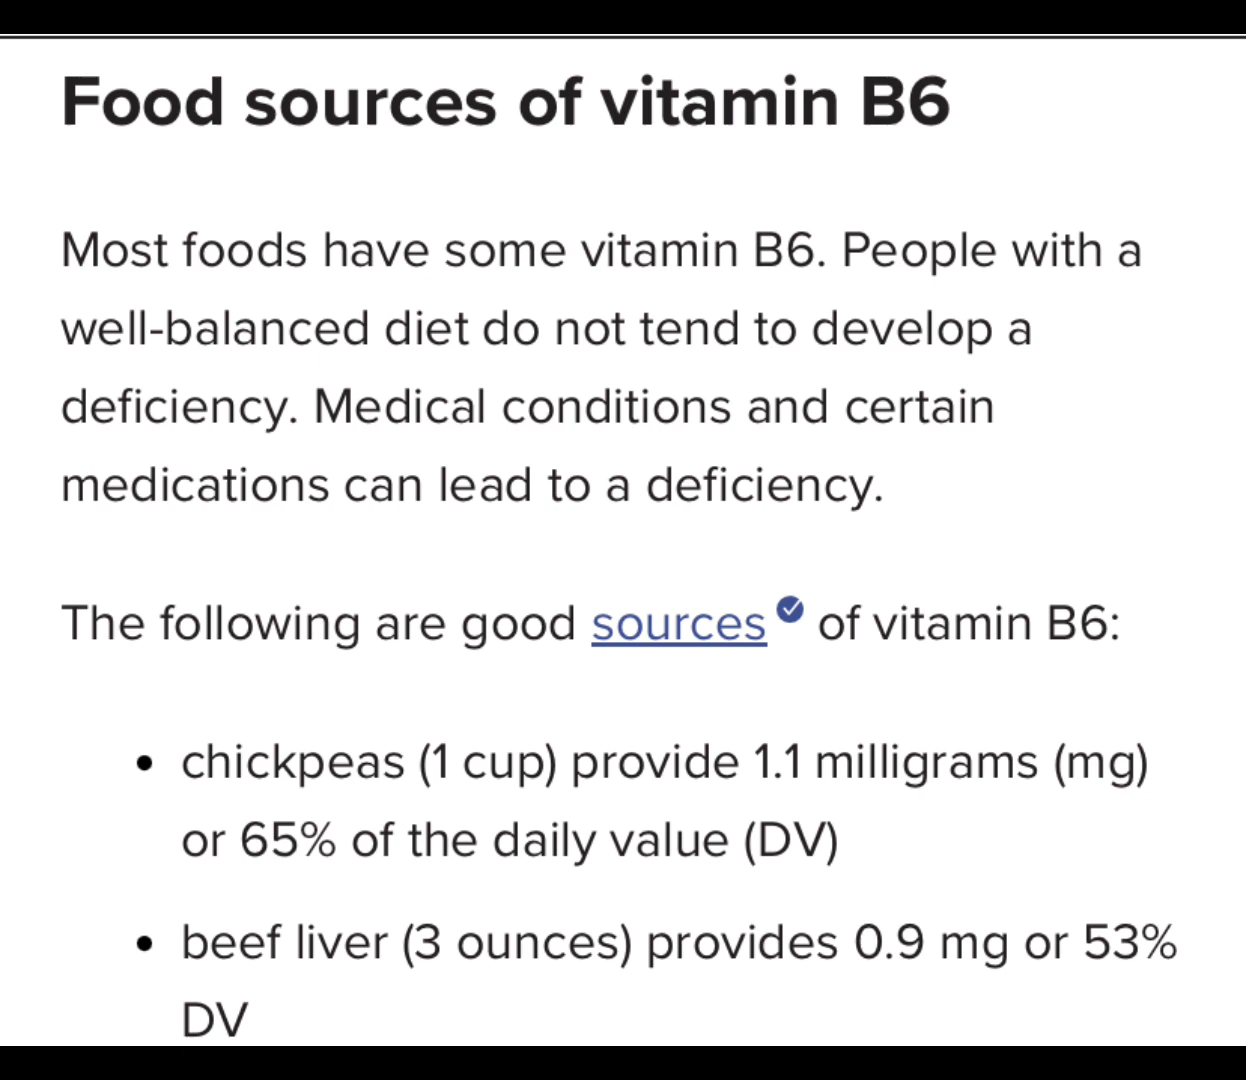 Food sources of vitamin B6
Most foods have some vitamin B6. People with a
well-balanced diet do not tend to develop a
deficiency. Medical conditions and certain
medications can lead to a deficiency.
The following are good sources of vitamin B6:
• chickpeas (1 cup) provide 1.1 milligrams (mg)
or 65% of the daily value (DV)
• beef liver (3 ounces) provides 0.9 mg or 53%
DV